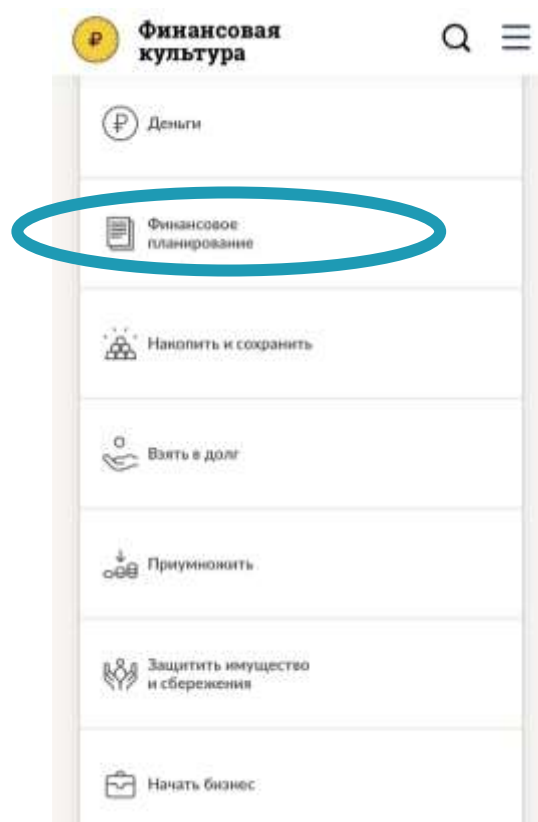 Финансовая
культура
Деньги
Финансовое
планирование
Накопить и сохранить
Взять в долг
Приумножить
Защитить имущество
и сбережения
Начать бизнес